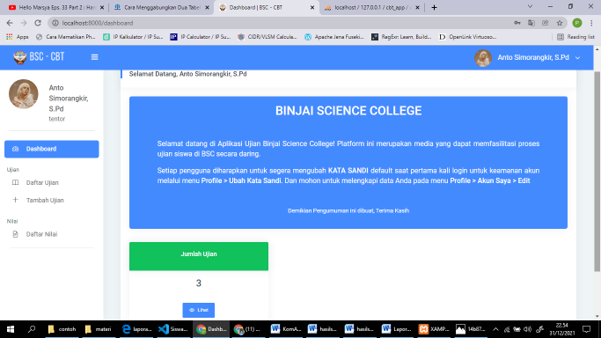 Hello Marsya Eps. 33 Part 2 - Han
Cara Menggabungkan Dua Tabel
Dashboard | BSC - CBT
localhost / 127.0.0.1 / cbt_app /
localhost:8000/dashboard
Apps
Cara Mematikan Ph...
IP Kalkulator / IP Su...
IP Calculator / IP Su...
CIDR/VLSM Calcula...
Apache Jena Fuseki...
RegExr: Learn, Build...
OpenLink Virtuoso...
Reading list
BSC - CBT
Anto Simorangkir, S.Pd
Anto
Simorangkir,
S.Pd
tentor
Dashboard
Ujian
Daftar Ujian
Tambah Ujian
Nilai
Daftar Nilai
Selamat Datang, Anto Simorangkir, S.Pd
BINJAI SCIENCE COLLEGE
Selamat datang di Aplikasi Ujian Binjai Science College! Platform ini merupakan media yang dapat memfasilitasi proses
ujian siswa di BSC secara daring.
Setiap pengguna diharapkan untuk segera mengubah KATA SANDI default saat pertama kali login untuk keamanan akun
melalui menu Profile > Ubah Kata Sandi. Dan mohon untuk melengkapi data Anda pada menu Profile > Akun Saya > Edit
Demikian Pengumuman ini dibuat, Terima Kasih
Jumlah Ujian
3
Lihat
contoh
materi
lapora...
Siswa...
Dashb...
(11) ...
KomA...
hasils...
hasils...
Lapor...
XAMP...
14b87...
22:54
31/12/2021